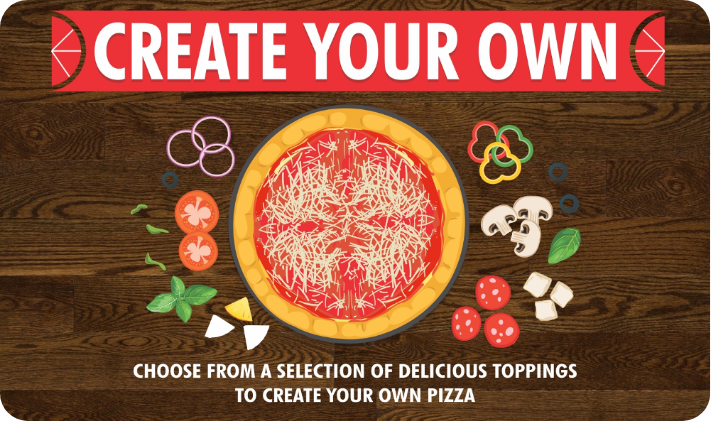 CREATE YOUR OWN
CHOOSE FROM A SELECTION OF DELICIOUS TOPPINGS
TO CREATE YOUR OWN PIZZA